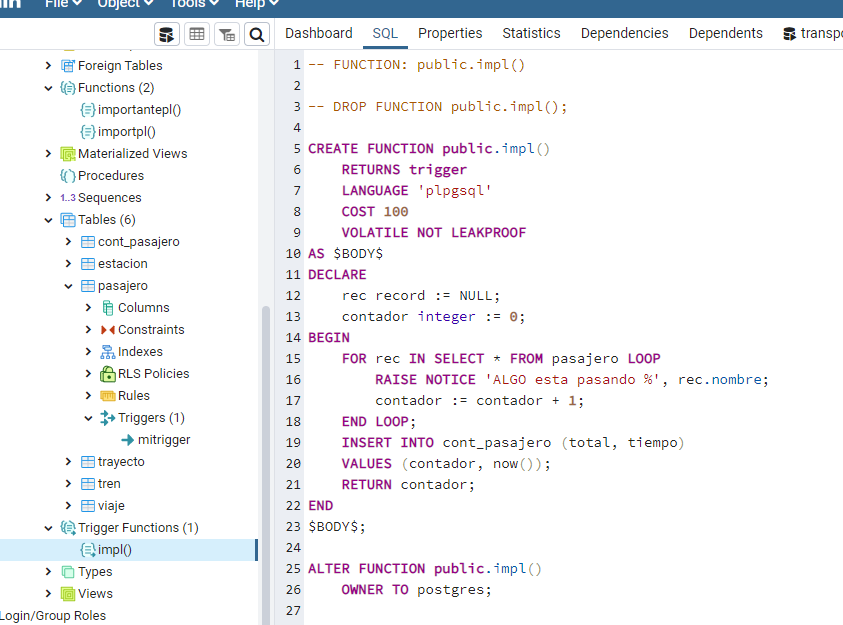 File Object Tools Help
Dashboard SQL Properties Statistics Dependencies Dependents
Foreign Tables
Functions (2)
importantepl()
importpl()
Materialized Views
Procedures
1..3 Sequences
Tables (6)
cont_pasajero
estacion
pasajero
Columns
Constraints
Indexes
RLS Policies
Rules
Triggers (1)
mitrigger
trayecto
tren
viaje
Trigger Functions (1)
impl()
Types
Views
Login/Group Roles
1 -- FUNCTION: public.impl()
2
3 -- DROP FUNCTION public.impl();
4
5 CREATE FUNCTION public.impl()
6 RETURNS trigger
7 LANGUAGE 'plpgsql'
8 COST 100
9 VOLATILE NOT LEAKPROOF
10 AS $BODY$
11 DECLARE
12 rec record := NULL;
13 contador integer := 0;
14 BEGIN
15 FOR rec IN SELECT * FROM pasajero LOOP
16 RAISE NOTICE 'ALGO esta pasando %', rec.nombre;
17 contador := contador + 1;
18 END LOOP;
19 INSERT INTO cont_pasajero (total, tiempo)
20 VALUES (contador, now());
21 RETURN contador;
22 END
23 $BODY$;
24
25 ALTER FUNCTION public.impl()
26 OWNER TO postgres;
27